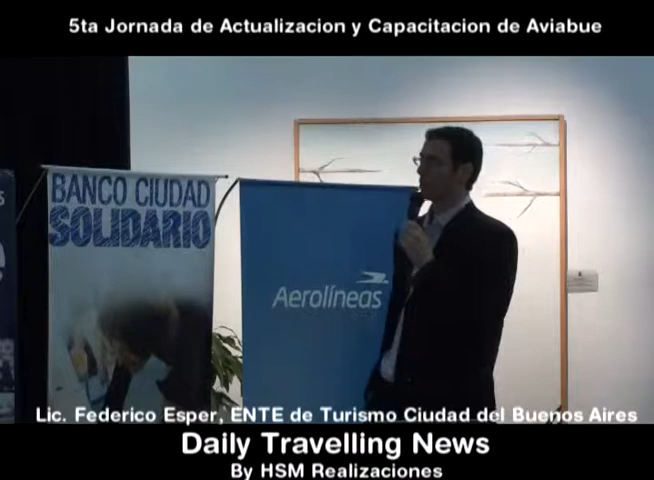 5ta Jornada de Actualizacion y Capacitacion de Aviabue
BANCO CIUDAD
SOLIDARIO
Aerolíneas
Lic. Federico Esper, ENTE de Turismo Ciudad del Buenos Aires
Daily Travelling News
By HSM Realizaciones